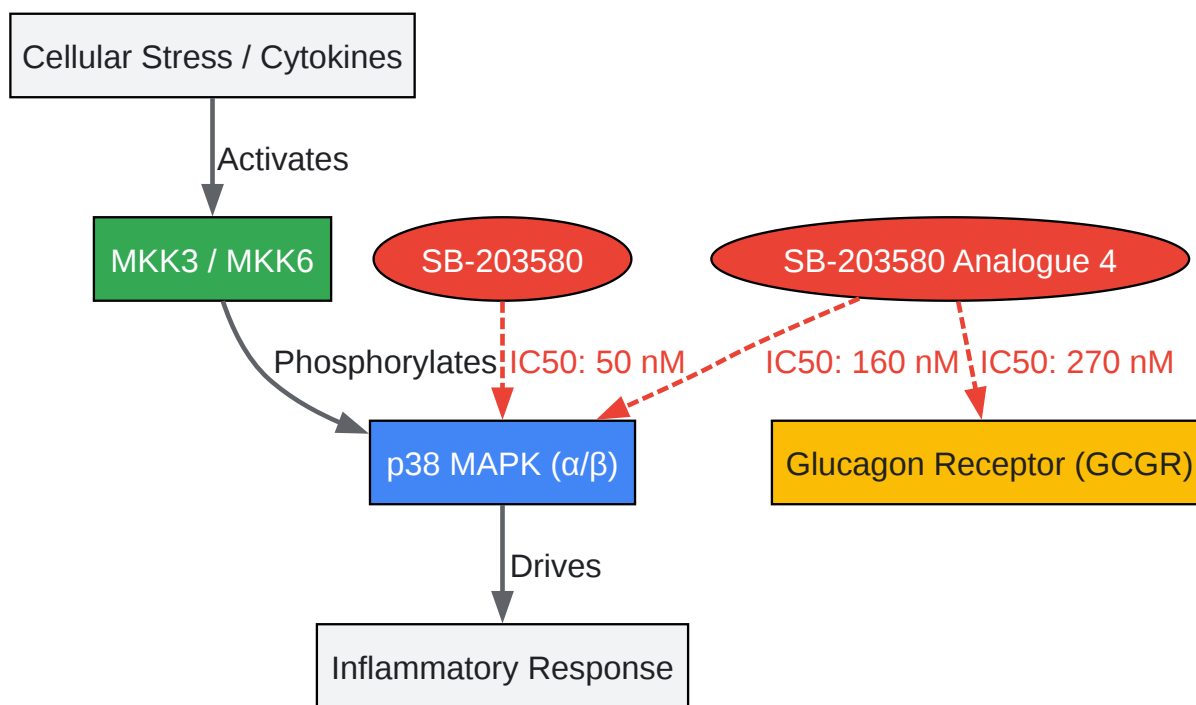 Cellular Stress / Cytokines
Activates
MKK3 / MKK6
SB-203580
SB-203580 Analogue 4
Phosphorylates
IC50: 50 nM
IC50: 160 nM
IC50: 270 nM
p38 MAPK (α/β)
Glucagon Receptor (GCGR)
Drives
Inflammatory Response